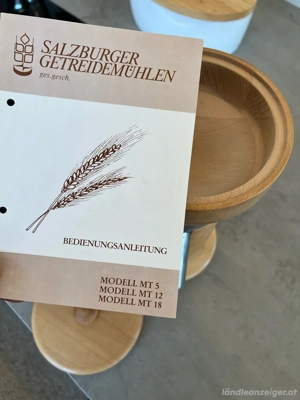 SALZBURGER
GETREIDEMÜHLEN
ges.gesch.
BEDIENUNGSANLEITUNG
MODELL MT 5
MODELL MT 12
MODELL MT 18
ländleanzeiger.at